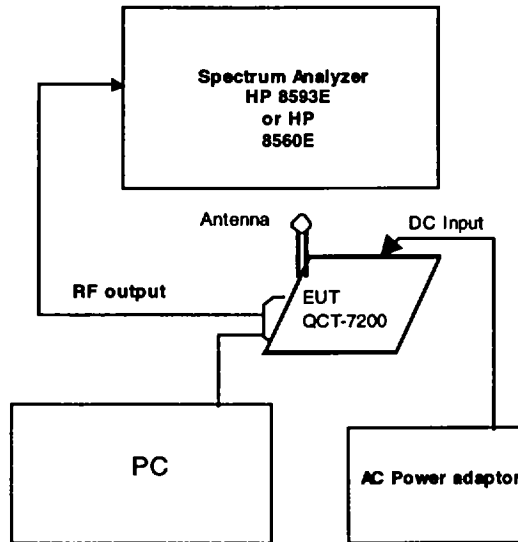 Spectrum Analyzer
HP 8593E
or HP
8560E
Antenna
DC Input
RF output
EUT
QCT-7200
PC
AC Power adaptor